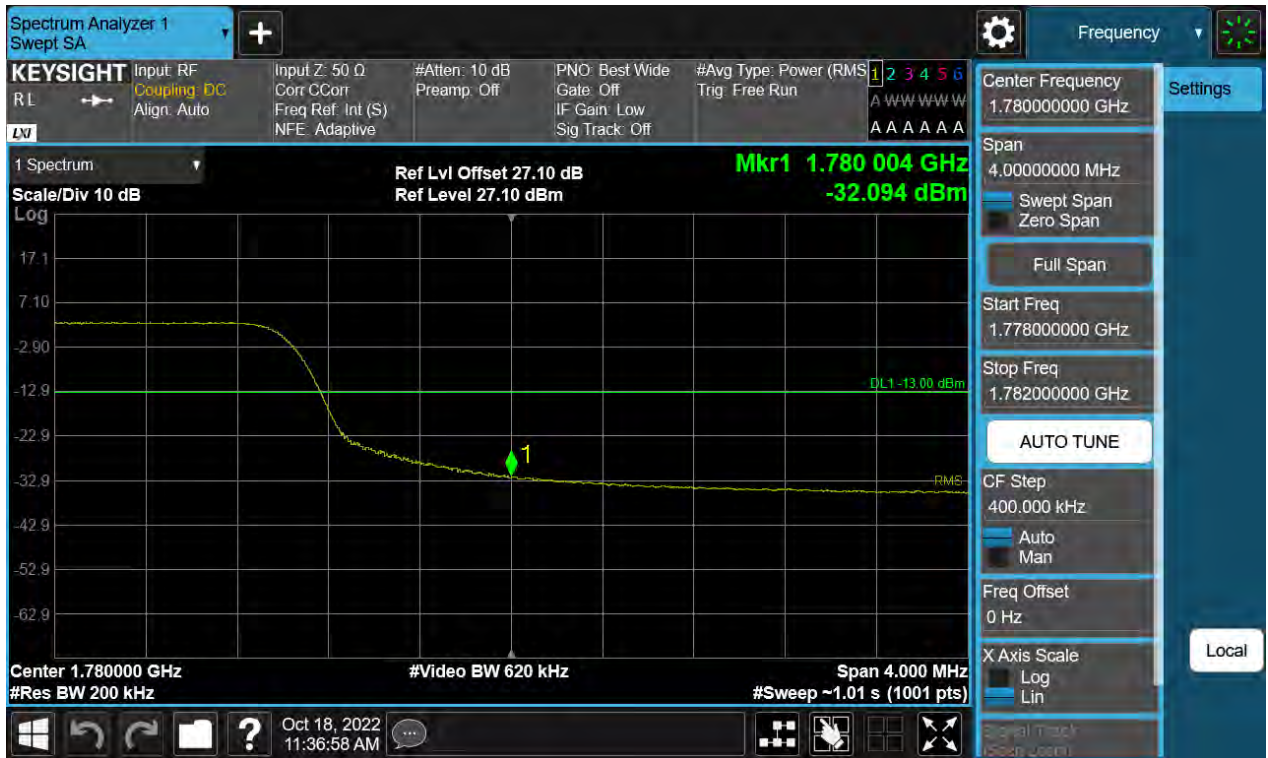 Spectrum Analyzer 1
Swept SA
+
Frequency
KEYSIGHT
RL
LXI
Input: RF
Coupling: DC
Align: Auto
Input Z: 50 Ω
Corr CCorr
Freq Ref: Int (S)
NFE: Adaptive
#Atten: 10 dB
Preamp: Off
PNO: Best Wide
Gate: Off
IF Gain: Low
Sig Track: Off
#Avg Type: Power (RMS
Trig: Free Run
1 2 3 4 5 6
A W W W W W
A A A A A A
1 Spectrum
Scale/Div 10 dB
Ref Lvl Offset 27.10 dB
Ref Level 27.10 dBm
Mkr1 1.780 004 GHz
-32.094 dBm
Log
17.1
7.10
-2.90
-12.9
-22.9
-32.9
-42.9
-52.9
-62.9
DL1 -13.00 dBm
1
RMS
Center 1.780000 GHz
#Res BW 200 kHz
#Video BW 620 kHz
Span 4.000 MHz
#Sweep ~1.01 s (1001 pts)
Center Frequency
1.780000000 GHz
Span
4.00000000 MHz
Swept Span
Zero Span
Full Span
Start Freq
1.778000000 GHz
Stop Freq
1.782000000 GHz
AUTO TUNE
CF Step
400.000 kHz
Auto
Man
Freq Offset
0 Hz
X Axis Scale
Log
Lin
Signal Track
(Span Zoom)
Settings
Local
?
Oct 18, 2022
11:36:58 AM